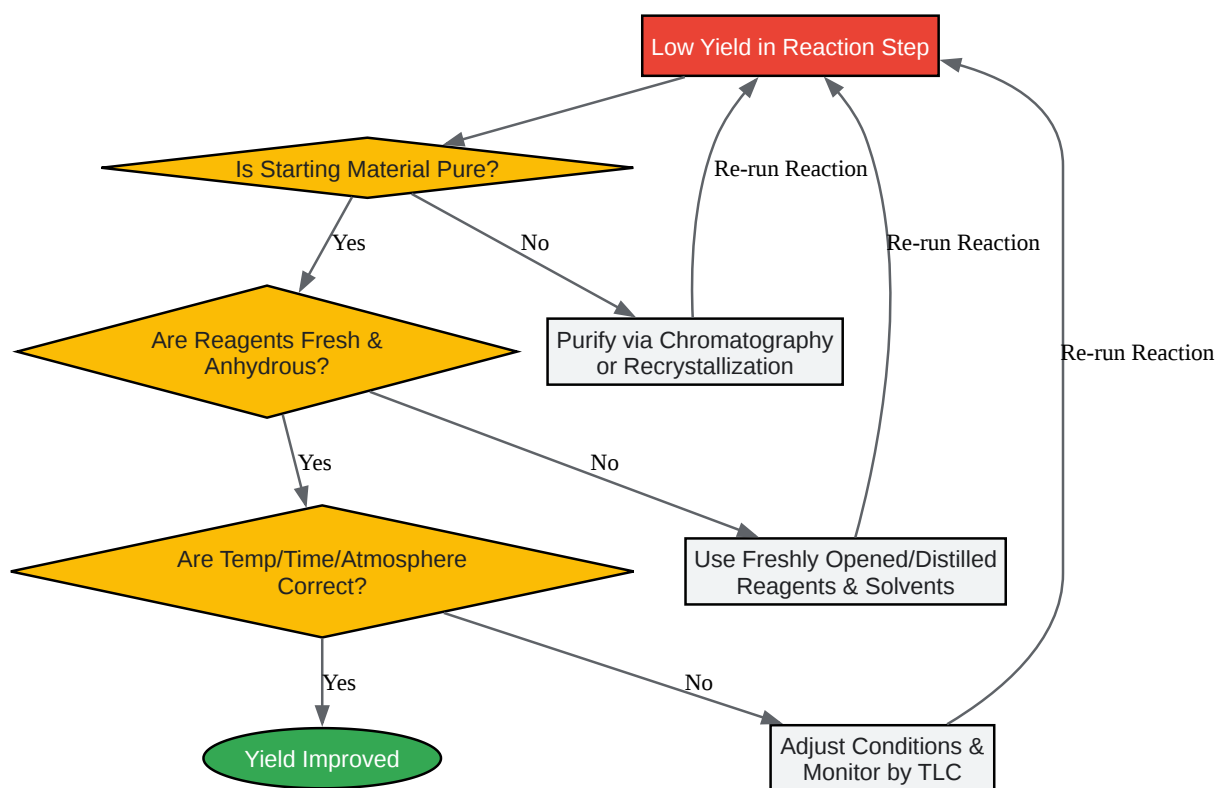 Low Yield in Reaction Step
Is Starting Material Pure?
Re-run Reaction
Yes
No
Re-run Reaction
Are Reagents Fresh &
Anhydrous?
Purify via Chromatography
or Recrystallization
Re-run Reaction
Yes
No
Are Temp/Time/Atmosphere
Correct?
Use Freshly Opened/Distilled
Reagents & Solvents
Yes
No
Yield Improved
Adjust Conditions &
Monitor by TLC